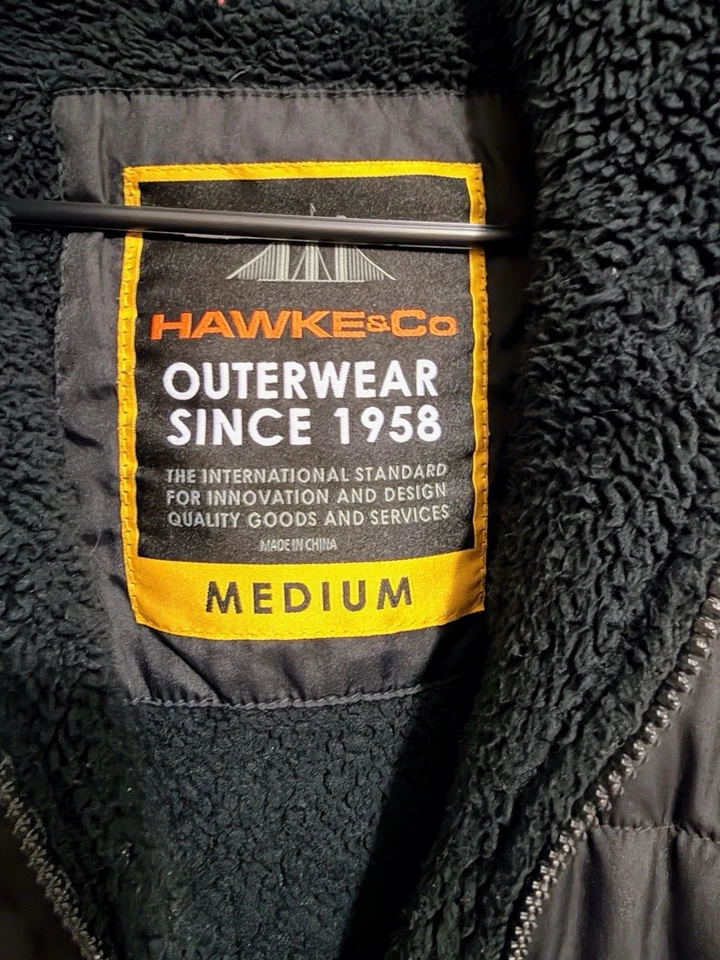 HAWKE&Co
OUTERWEAR
SINCE 1958
THE INTERNATIONAL STANDARD
FOR INNOVATION AND DESIGN
QUALITY GOODS AND SERVICES
MADE IN CHINA
MEDIUM